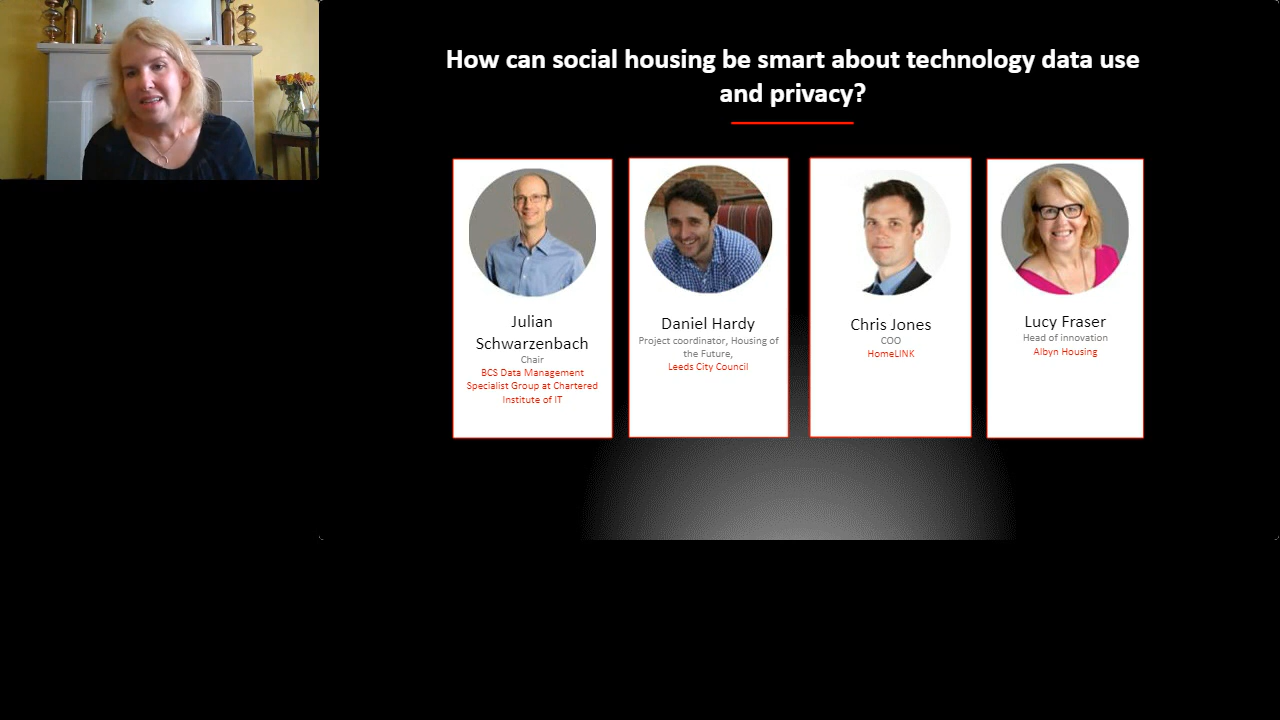 How can social housing be smart about technology data use
and privacy?
Julian
Schwarzenbach
Chair
BCS Data Management
Specialist Group at Chartered
Institute of IT
Daniel Hardy
Project coordinator, Housing of
the Future,
Leeds City Council
Chris Jones
COO
HomeLINK
Lucy Fraser
Head of innovation
Albyn Housing